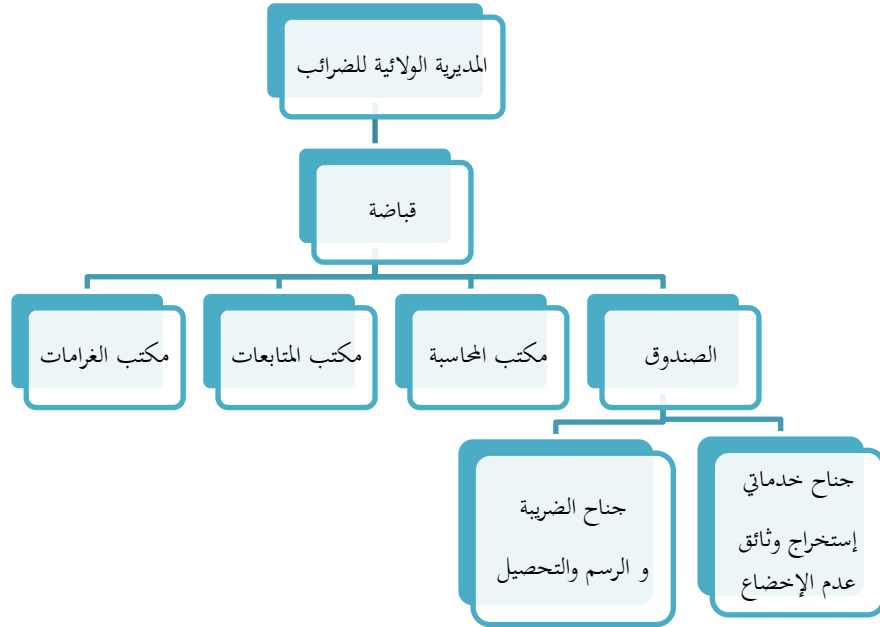 المديرية الولائية للضرائب
قباضة
الصندوق
مكتب المحاسبة
مكتب المتابعات
مكتب الغرامات
جناح خدماتي
إستخراج وثائق
عدم الإخضاع
جناح الضريبة
و الرسم والتحصيل